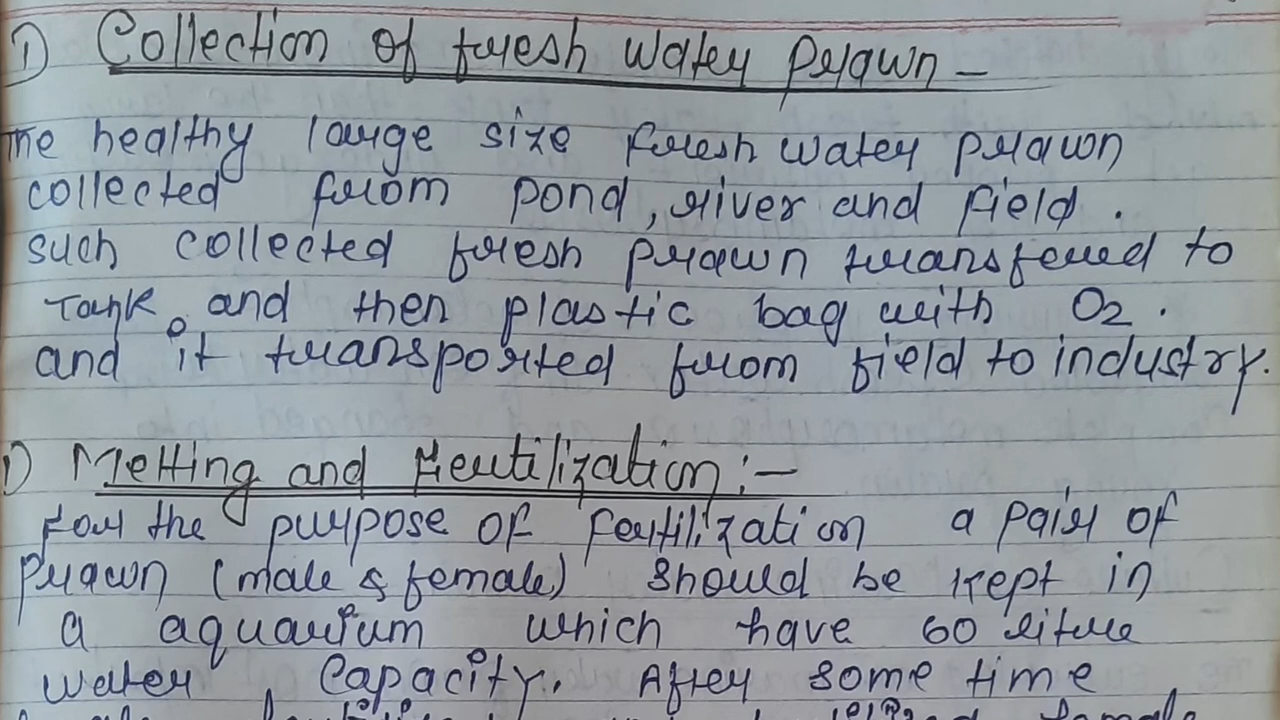 1) Collection of fresh water Prawn -
The healthy large size fresh water prawn
collected from pond, river and field.
such collected fresh prawn transfered to
Tank and then plastic bag with O2.
and it transported from field to industry.
1) Metting and Fertilization :-
For the purpose of fertilization a pair of
prawn (male & female) should be kept in
a aquarium which have 60 litre
water capacity. After some time
female